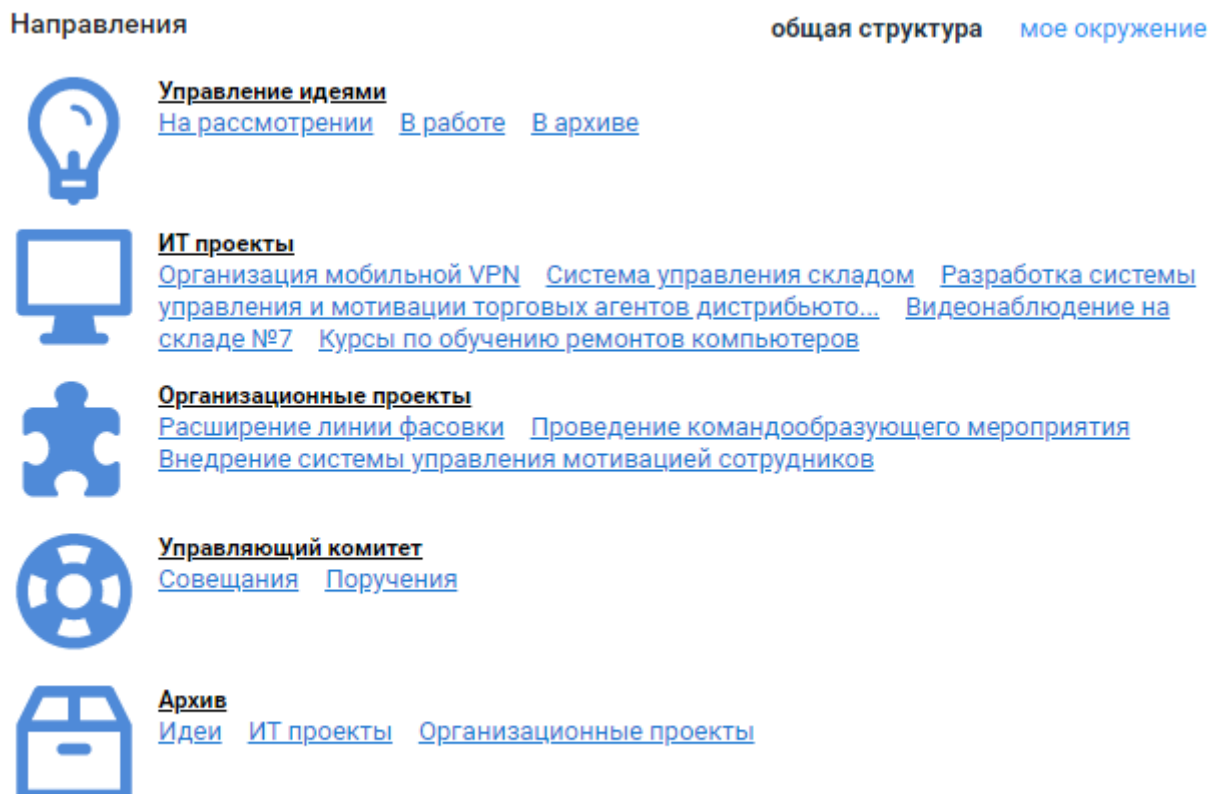 Направления
общая структура мое окружение
Управление идеями
На рассмотрении В работе В архиве
ИТ проекты
Организация мобильной VPN Система управления складом Разработка системы
управления и мотивации торговых агентов дистрибьюто... Видеонаблюдение на
складе №7 Курсы по обучению ремонтов компьютеров
Организационные проекты
Расширение линии фасовки Проведение командообразующего мероприятия
Внедрение системы управления мотивацией сотрудников
Управляющий комитет
Совещания Поручения
Архив
Идеи ИТ проекты Организационные проекты